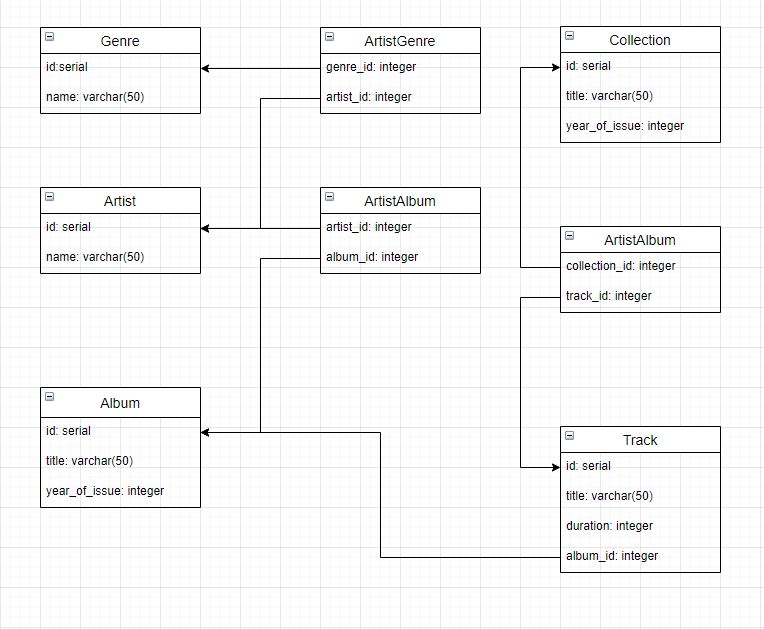 Genre
id:serial
name: varchar(50)
ArtistGenre
genre_id: integer
artist_id: integer
Collection
id: serial
title: varchar(50)
year_of_issue: integer
Artist
id: serial
name: varchar(50)
ArtistAlbum
artist_id: integer
album_id: integer
ArtistAlbum
collection_id: integer
track_id: integer
Album
id: serial
title: varchar(50)
year_of_issue: integer
Track
id: serial
title: varchar(50)
duration: integer
album_id: integer